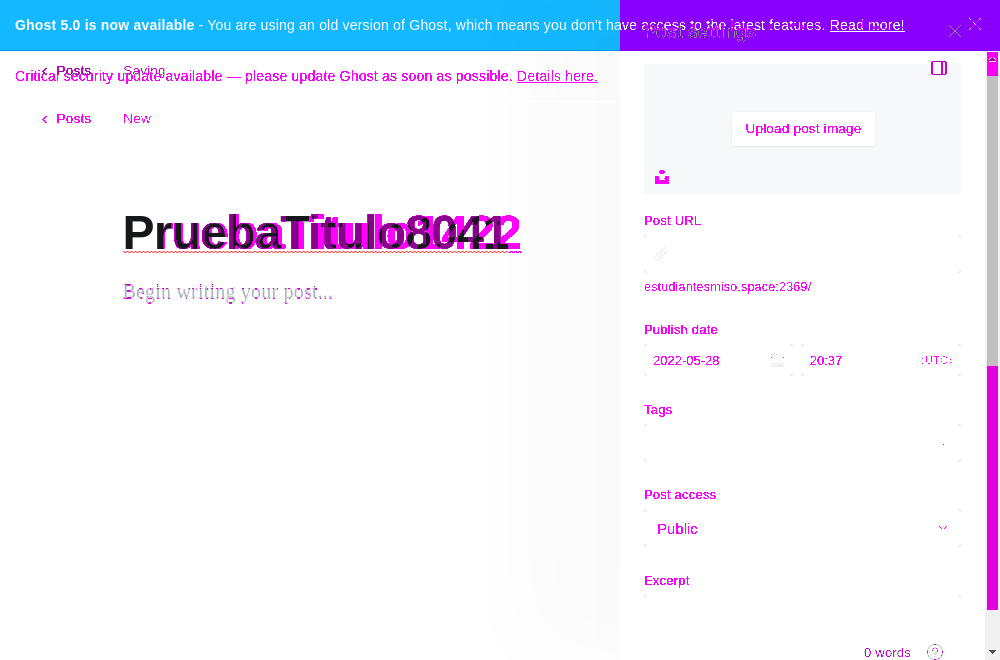 Ghost 5.0 is now available - You are using an old version of Ghost, which means you don't have access to the latest features. Read more!
Post settings
Critical security update available — please update Ghost as soon as possible. Details here.
Posts
Saving
Posts
New
Upload post image
Post URL
estudiantesmiso.space:2369/
Begin writing your post...
Publish date
2022-05-28
20:37
(UTC)
Tags
Post access
Public
Excerpt
0 words
?